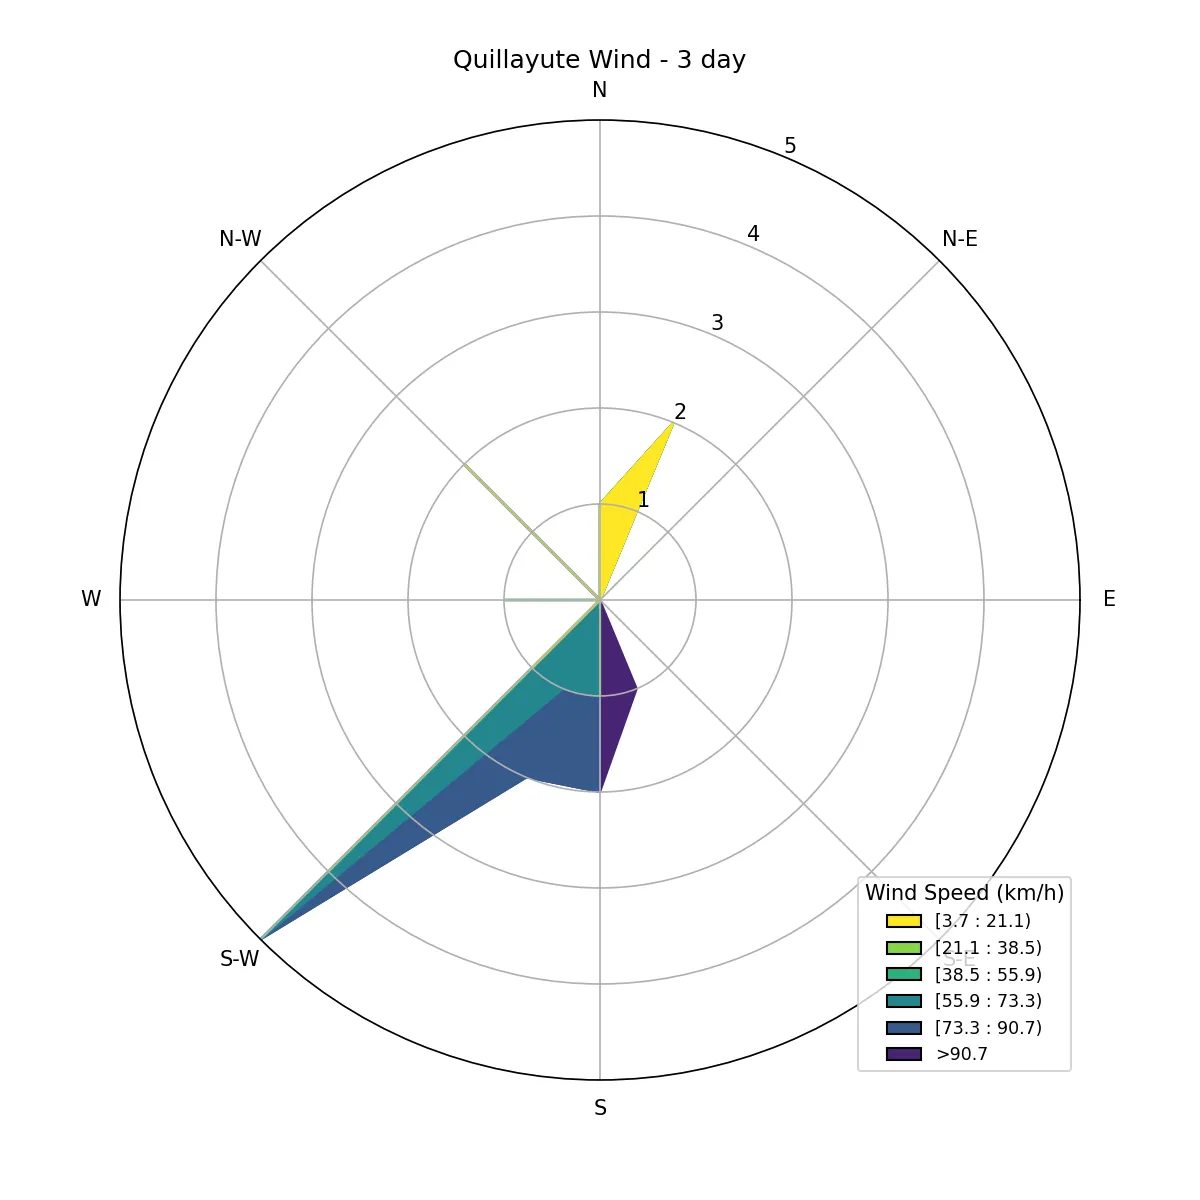 Quillayute Wind - 3 day
N
5
N-W
4
N-E
3
2
1
W
E
S-W
S-E
Wind Speed (km/h)
[3.7 : 21.1)
[21.1 : 38.5)
[38.5 : 55.9)
[55.9 : 73.3)
[73.3 : 90.7)
>90.7
S